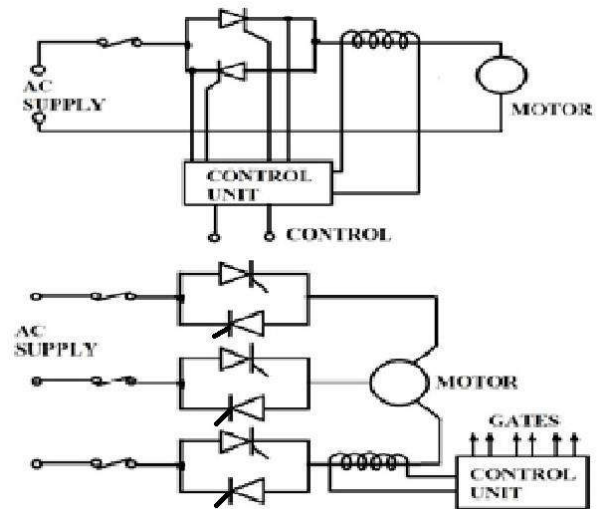 AC
SUPPLY
MOTOR
CONTROL
UNIT
CONTROL
AC
SUPPLY
MOTOR
GATES
CONTROL
UNIT